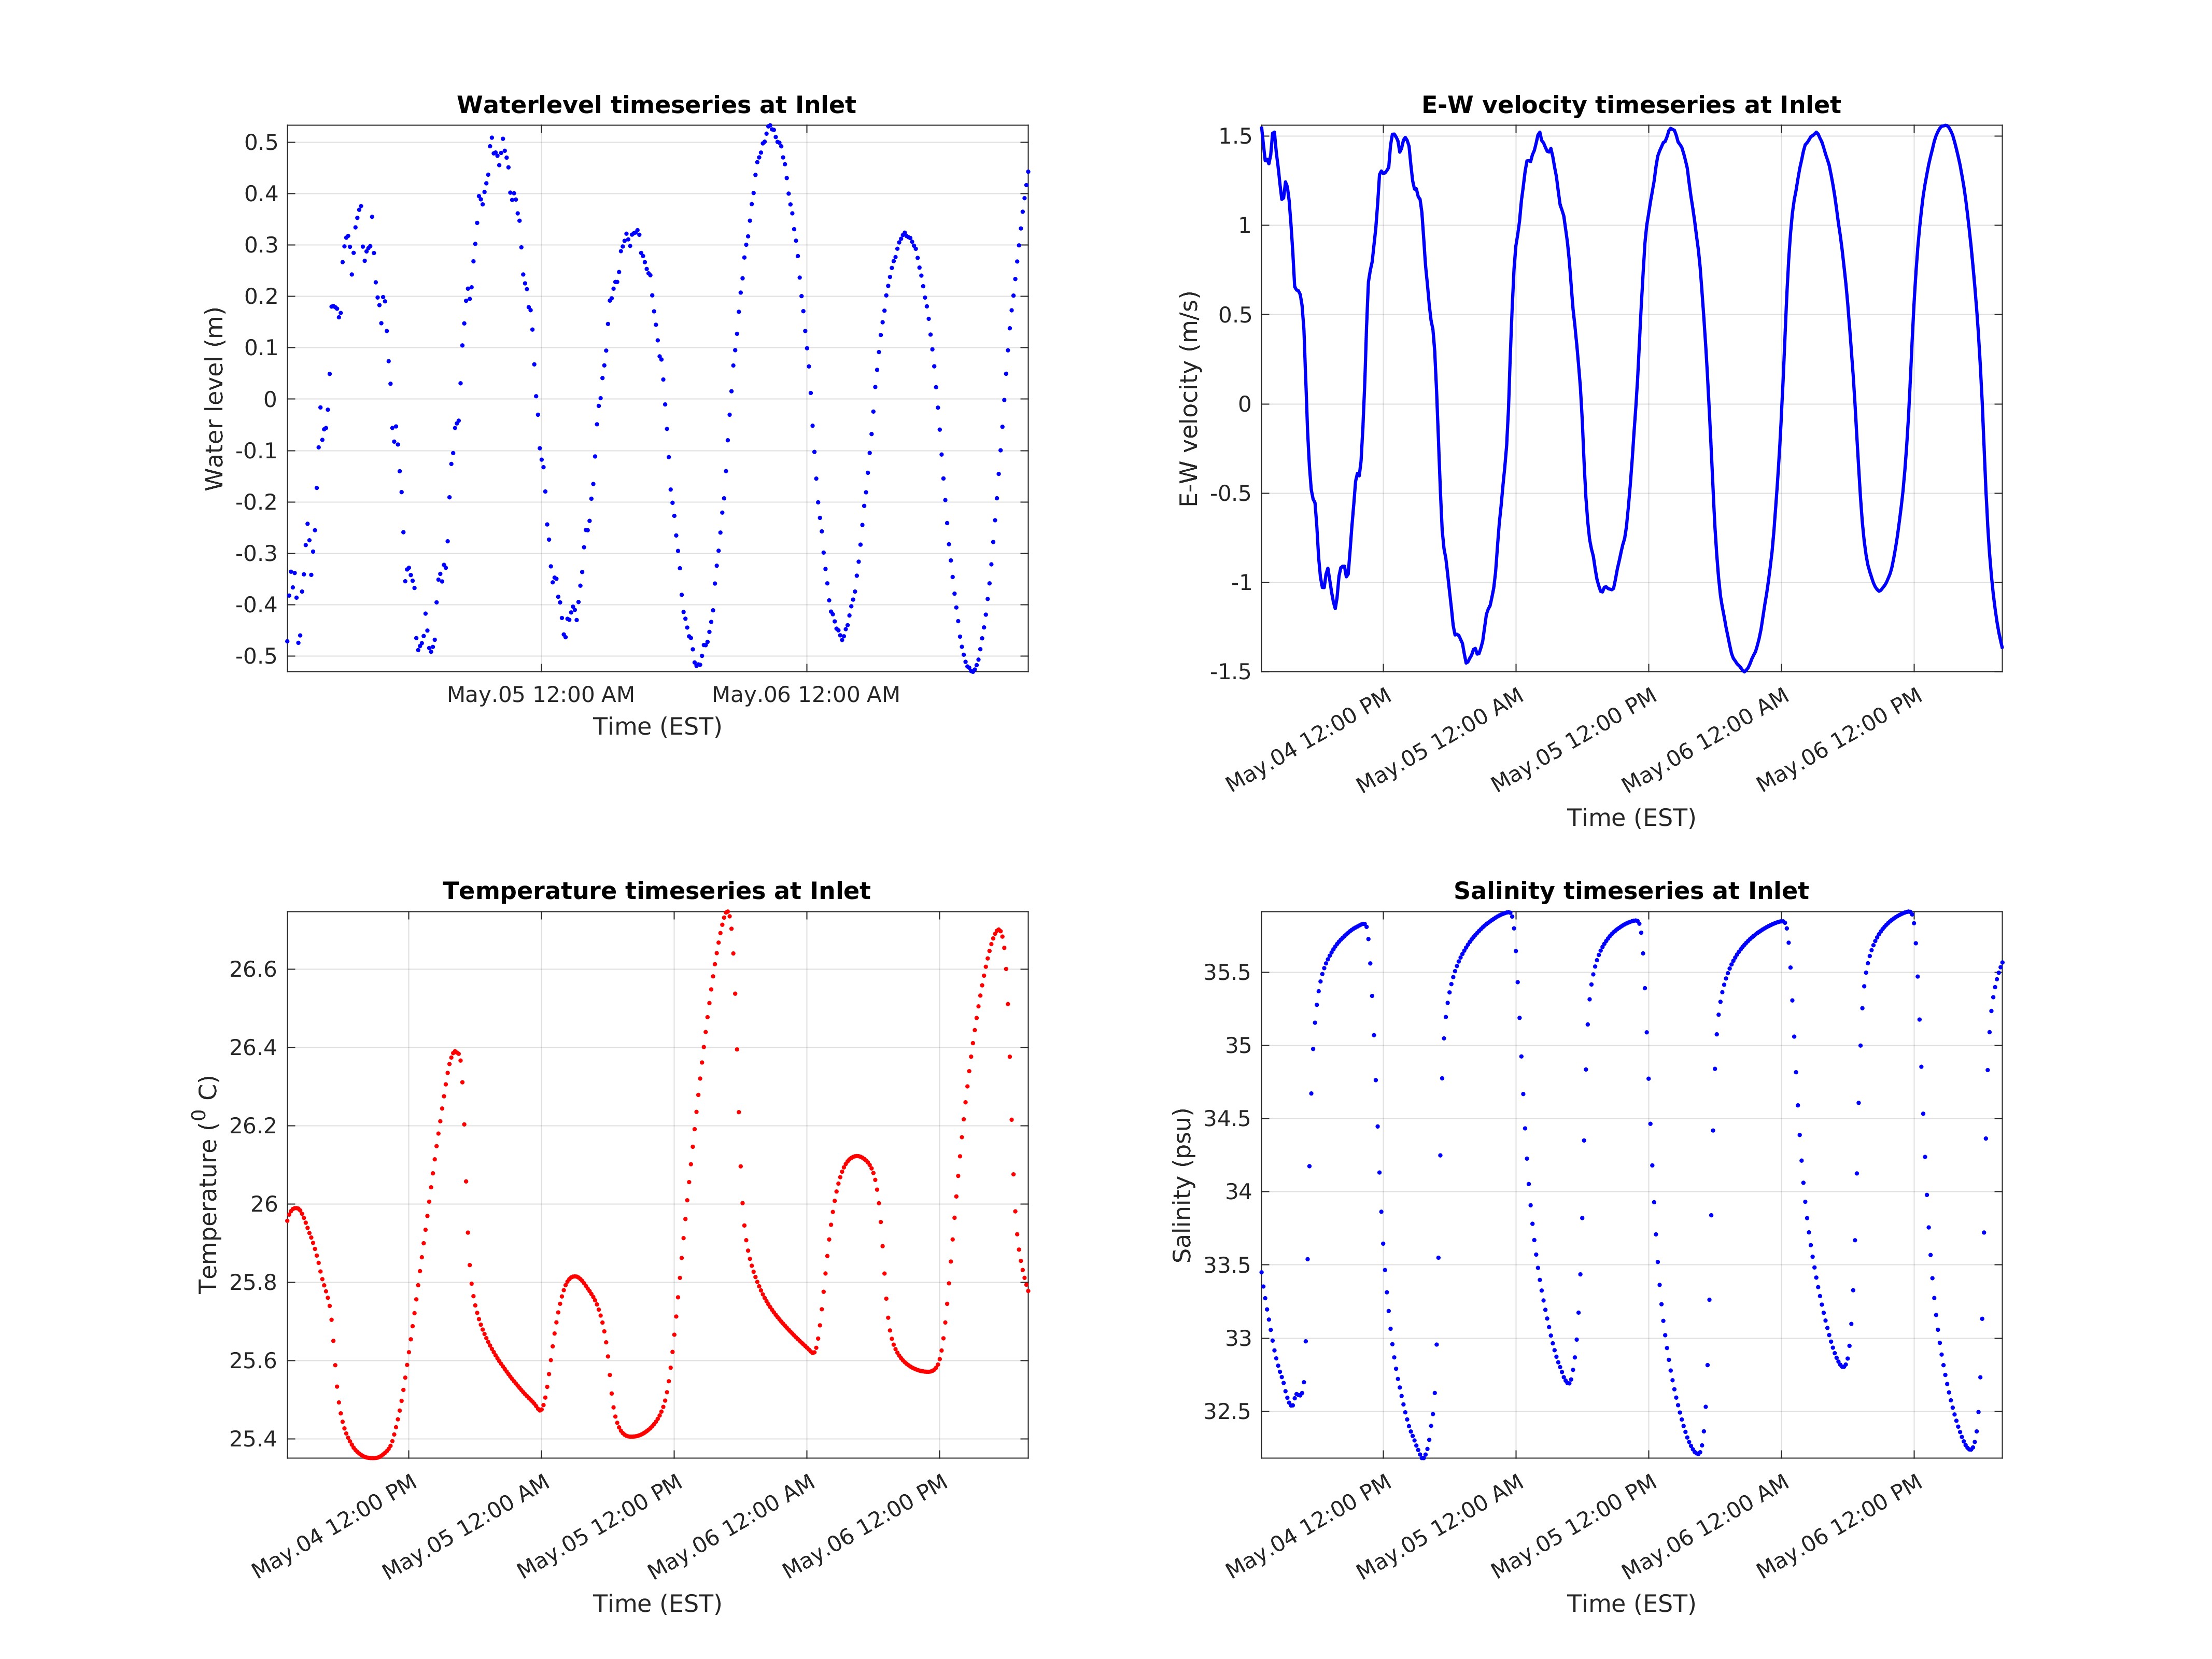 Waterlevel timeseries at Inlet
0.5
0.4
0.3
0.2
0.1
0
-0.1
-0.2
-0.3
-0.4
-0.5
Water level (m)
May.05 12:00 AM
May.06 12:00 AM
Time (EST)
E-W velocity timeseries at Inlet
1.5
1
0.5
0
-0.5
-1
-1.5
E-W velocity (m/s)
May.04 12:00 PM
May.05 12:00 AM
May.05 12:00 PM
May.06 12:00 AM
May.06 12:00 PM
Time (EST)
Temperature timeseries at Inlet
26.6
26.4
26.2
26
25.8
25.6
25.4
Temperature (⁰ C)
May.04 12:00 PM
May.05 12:00 AM
May.05 12:00 PM
May.06 12:00 AM
May.06 12:00 PM
Time (EST)
Salinity timeseries at Inlet
35.5
35
34.5
34
33.5
33
32.5
Salinity (psu)
May.04 12:00 PM
May.05 12:00 AM
May.05 12:00 PM
May.06 12:00 AM
May.06 12:00 PM
Time (EST)